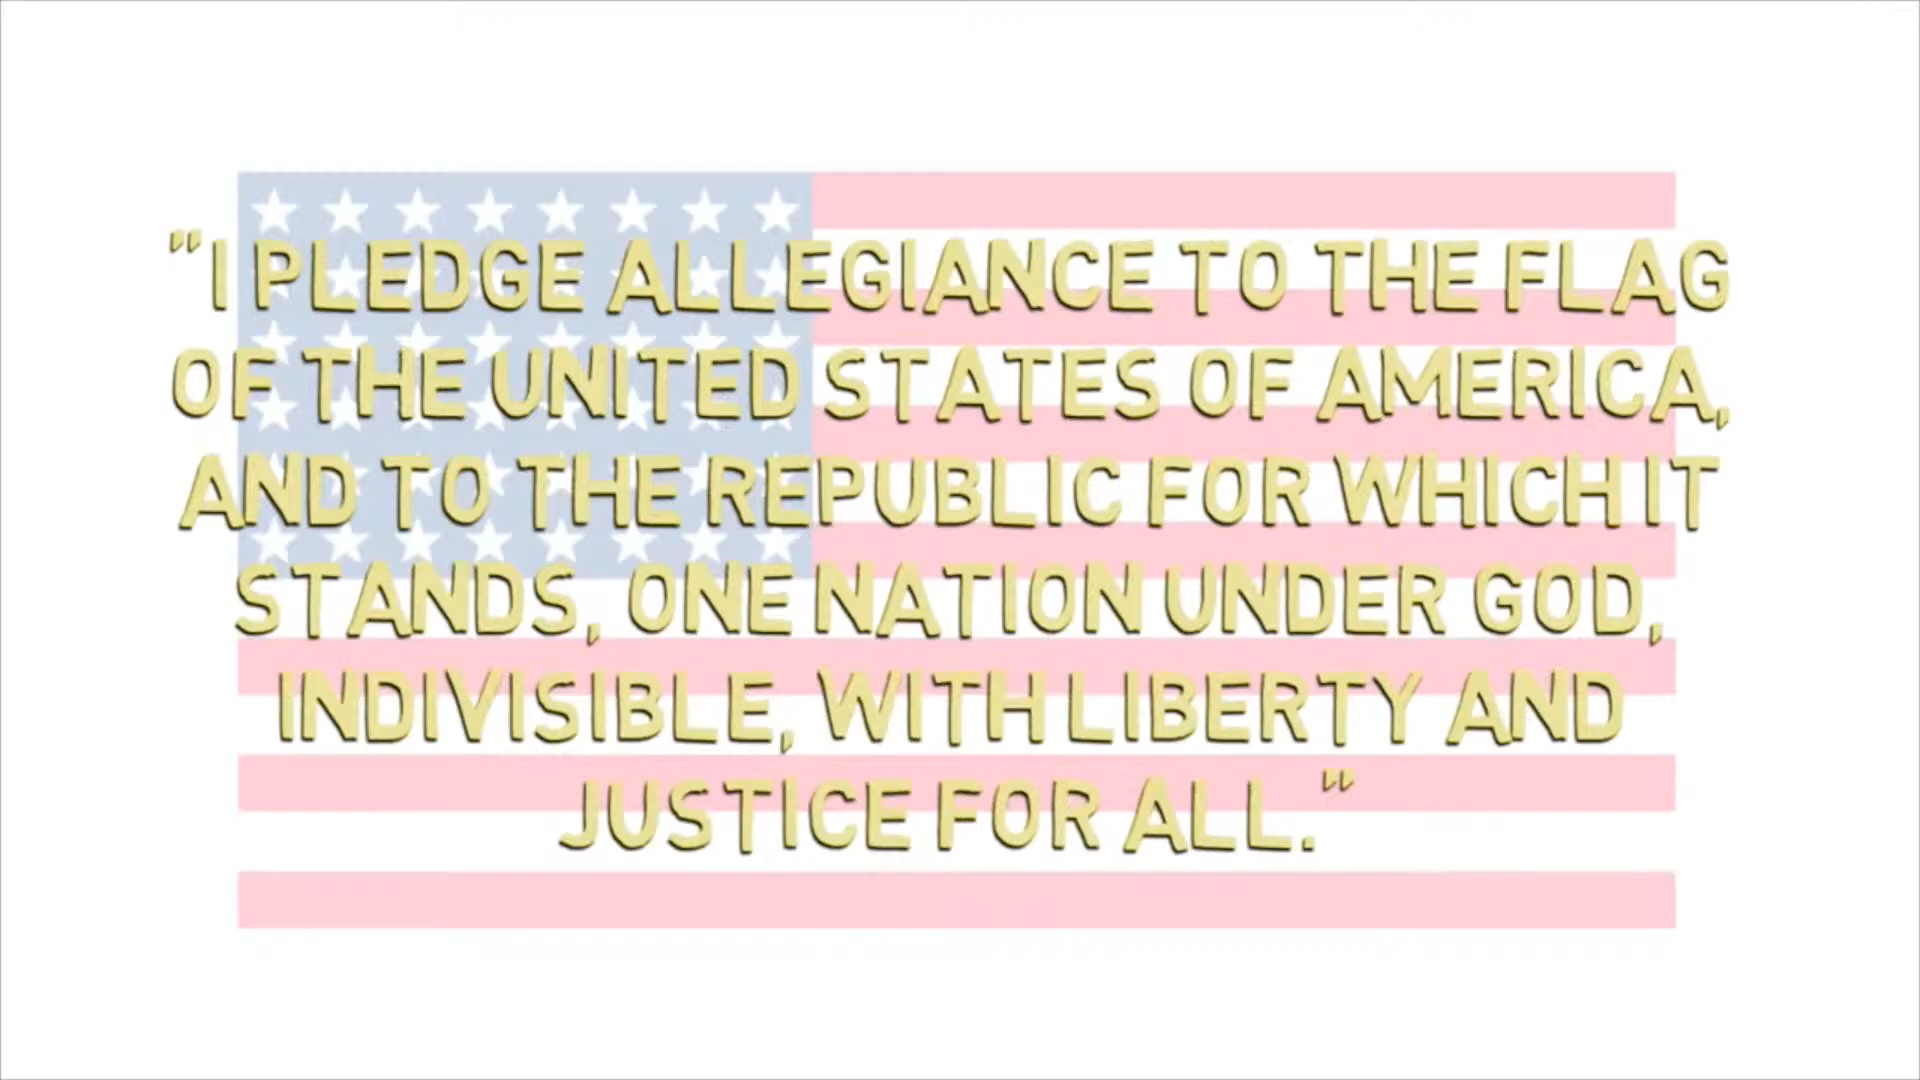 "I PLEDGE ALLEGIANCE TO THE FLAG
OF THE UNITED STATES OF AMERICA,
AND TO THE REPUBLIC FOR WHICH IT
STANDS, ONE NATION UNDER GOD,
INDIVISIBLE, WITH LIBERTY AND
JUSTICE FOR ALL."